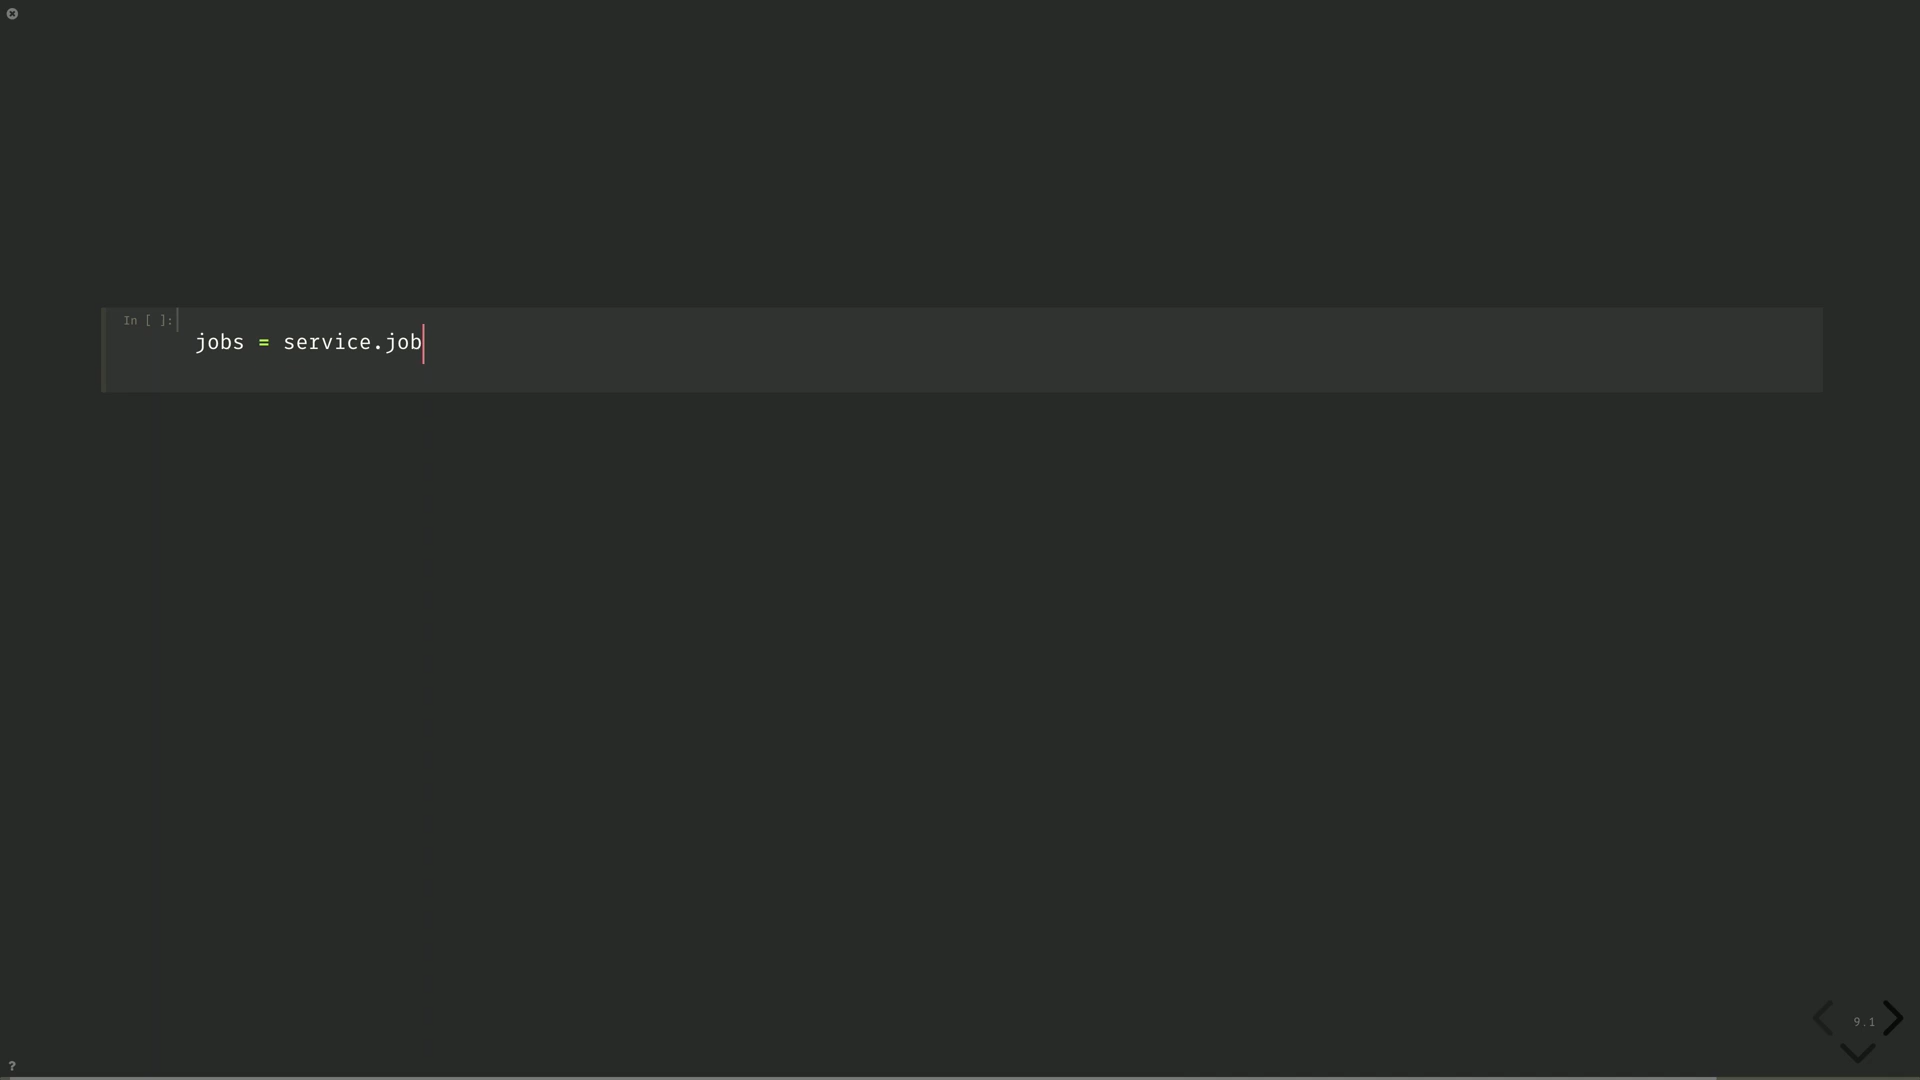 In [ ]:
jobs = service.job
9.1
?